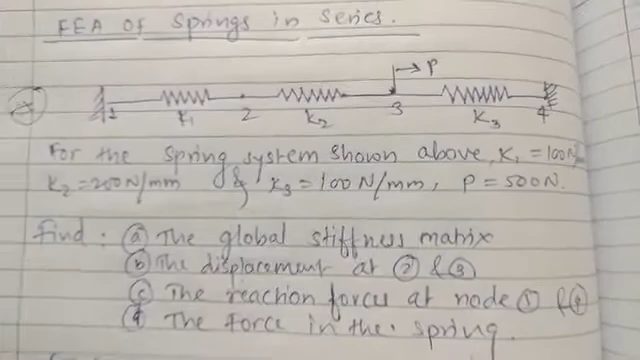 FEA OF Springs in Series.
→ P
1 K1 2 K2 3 K3 4
For the spring system shown above, K1 = 100N/mm
K2 = 200N/mm & K3 = 100N/mm, P = 500N.
Find: ⓐ The global stiffness matrix
ⓑ The displacement at ② & ③
ⓒ The reaction forces at node ① & ④
ⓓ The force in the spring.